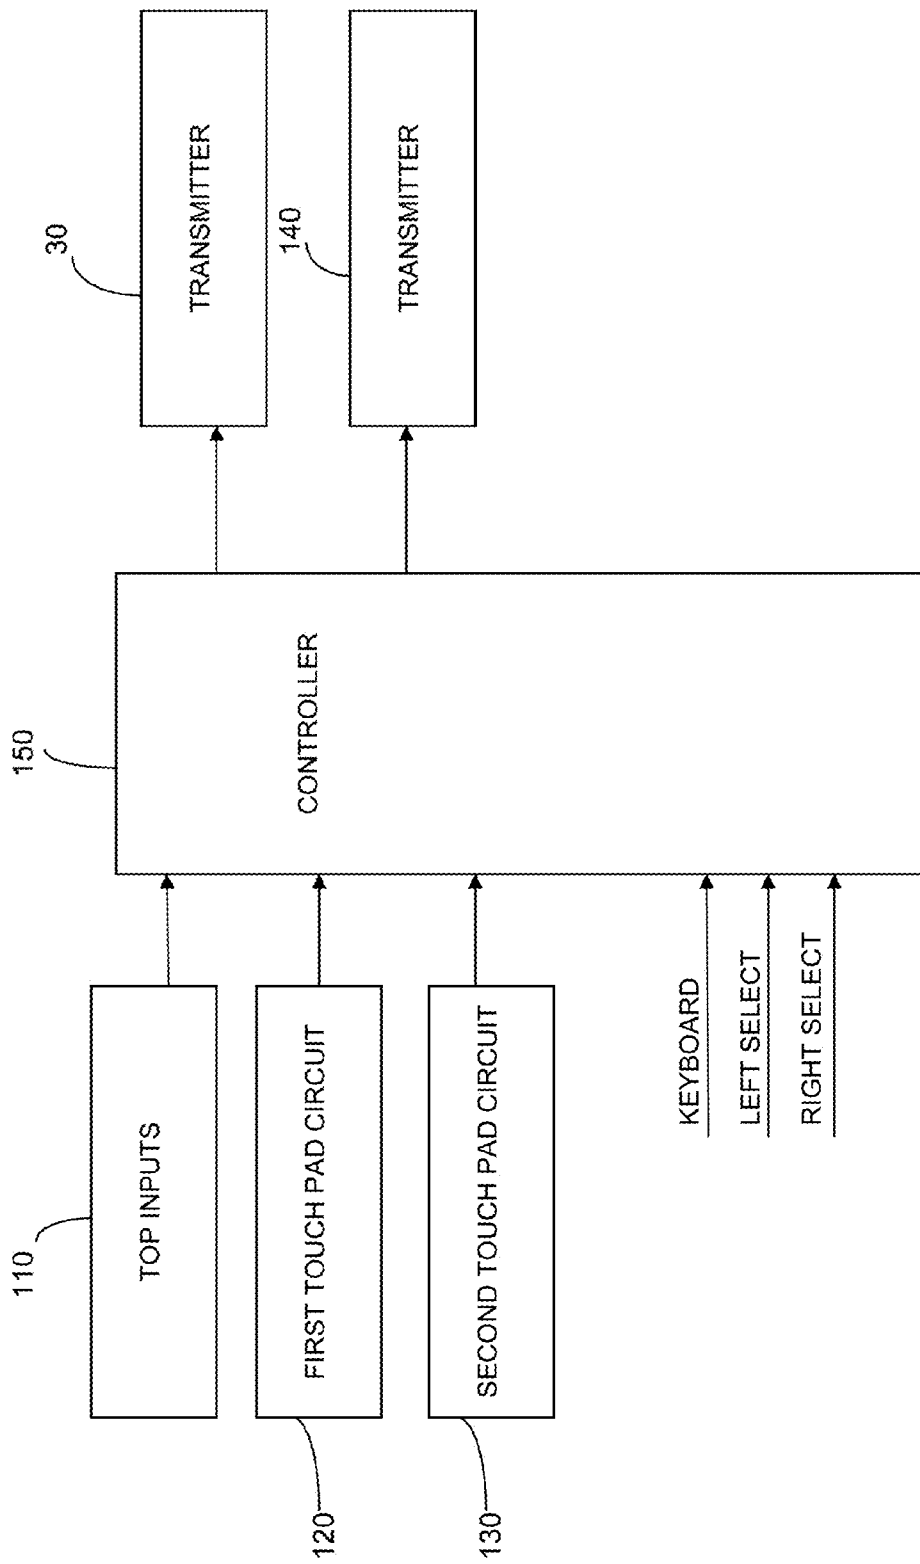 110
TOP INPUTS
120
FIRST TOUCH PAD CIRCUIT
130
SECOND TOUCH PAD CIRCUIT
KEYBOARD
LEFT SELECT
RIGHT SELECT
150
CONTROLLER
30
TRANSMITTER
140
TRANSMITTER